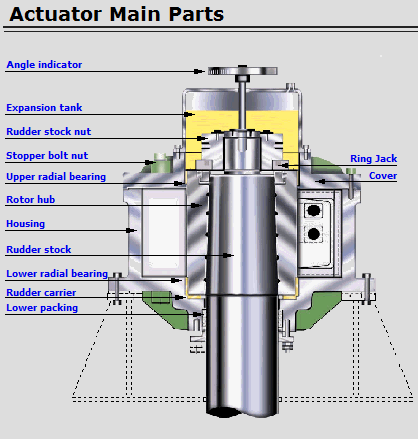 Actuator Main Parts
Angle indicator
Expansion tank
Rudder stock nut
Stopper bolt nut
Ring Jack
Upper radial bearing
Cover
Rotor hub
Housing
Rudder stock
Lower radial bearing
Rudder carrier
Lower packing